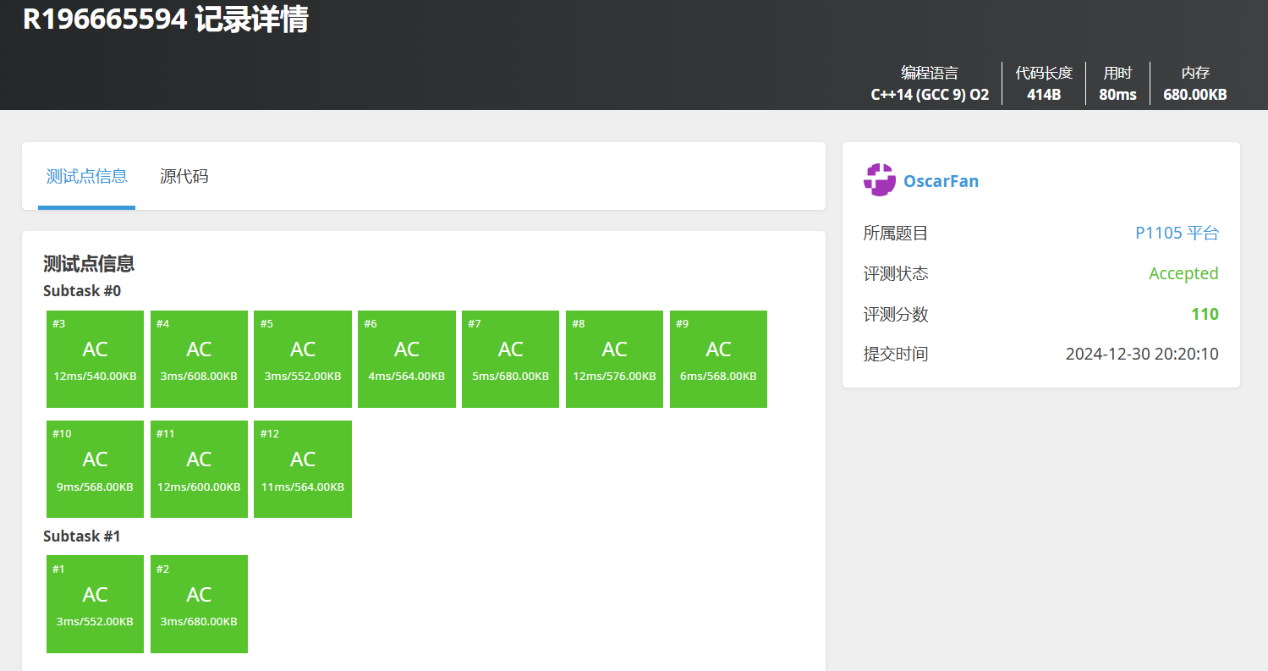 R196665594 记录详情
编程语言 代码长度 用时 内存
C++14 (GCC 9) O2 414B 80ms 680.00KB
测试点信息 源代码
测试点信息
Subtask #0
#3 #4 #5 #6 #7 #8 #9
AC AC AC AC AC AC AC
12ms/540.00KB 3ms/608.00KB 3ms/552.00KB 4ms/564.00KB 5ms/680.00KB 12ms/576.00KB 6ms/568.00KB
#10 #11 #12
AC AC AC
9ms/568.00KB 12ms/600.00KB 11ms/564.00KB
Subtask #1
#1 #2
AC AC
3ms/552.00KB 3ms/680.00KB
OscarFan
所属题目 P1105 平台
评测状态 Accepted
评测分数 110
提交时间 2024-12-30 20:20:10